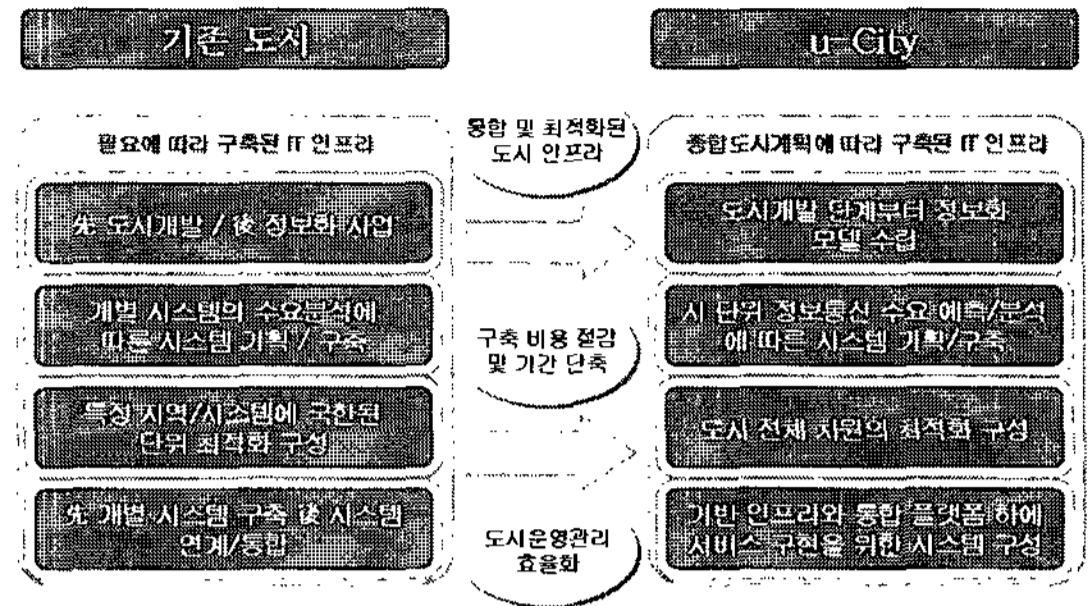 기존 도시
u-City
필요에 따라 구축된 IT 인프라
先 도시개발 / 後 정보화 사업
개별 시스템의 수요분석에
따른 시스템 기획 / 구축
특정 지역/시스템에 국한된
단위 최적화 구성
先 개별 시스템 구축 後 시스템
연계/통합
통합 및 최적화된
도시 인프라
구축 비용 절감
및 기간 단축
도시운영관리
효율화
종합도시계획에 따라 구축된 IT 인프라
도시개발 단계부터 정보화
모델 수립
시 단위 정보통신 수요 예측/분석
에 따른 시스템 기획/구축
도시 전체 자원의 최적화 구성
기반 인프라와 통합 플랫폼 하에
서비스 구현을 위한 시스템 구성